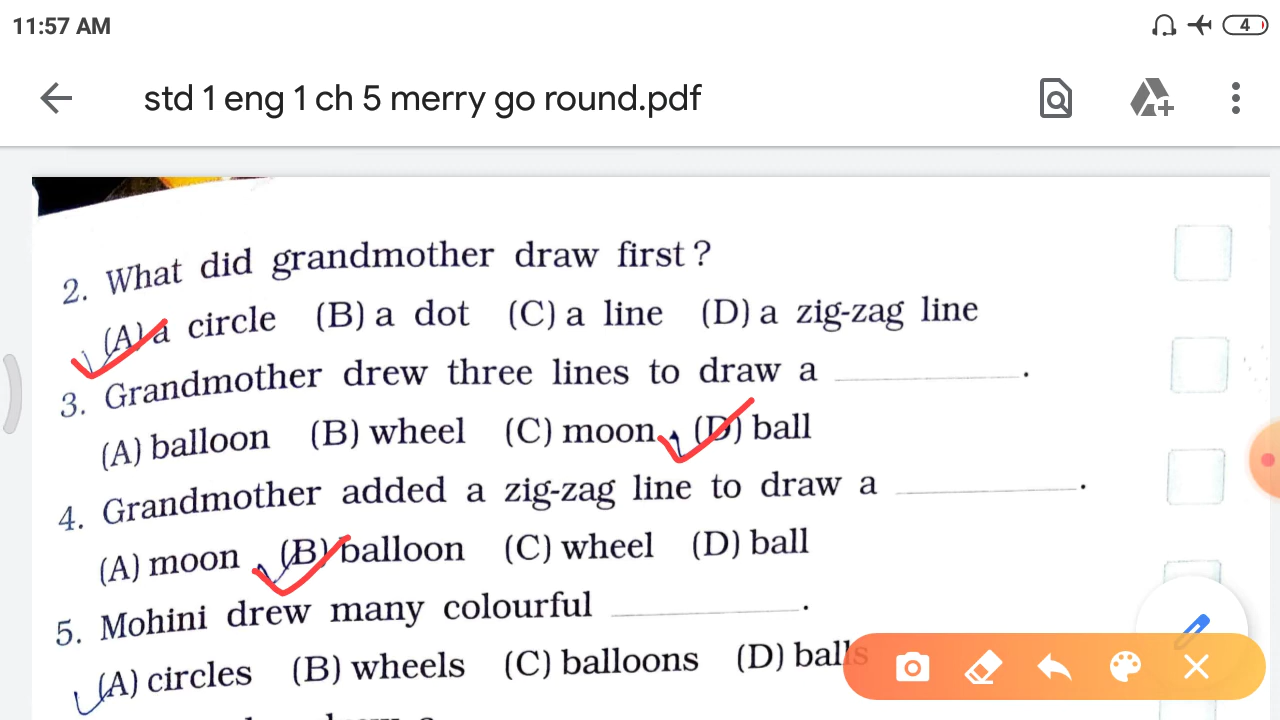 11:57 AM
4
std 1 eng 1 ch 5 merry go round.pdf
2. What did grandmother draw first ?
(A) a circle (B) a dot (C) a line (D) a zig-zag line
3. Grandmother drew three lines to draw a ____________.
(A) balloon (B) wheel (C) moon (D) ball
4. Grandmother added a zig-zag line to draw a ____________.
(A) moon (B) balloon (C) wheel (D) ball
5. Mohini drew many colourful ____________.
(A) circles (B) wheels (C) balloons (D) balls